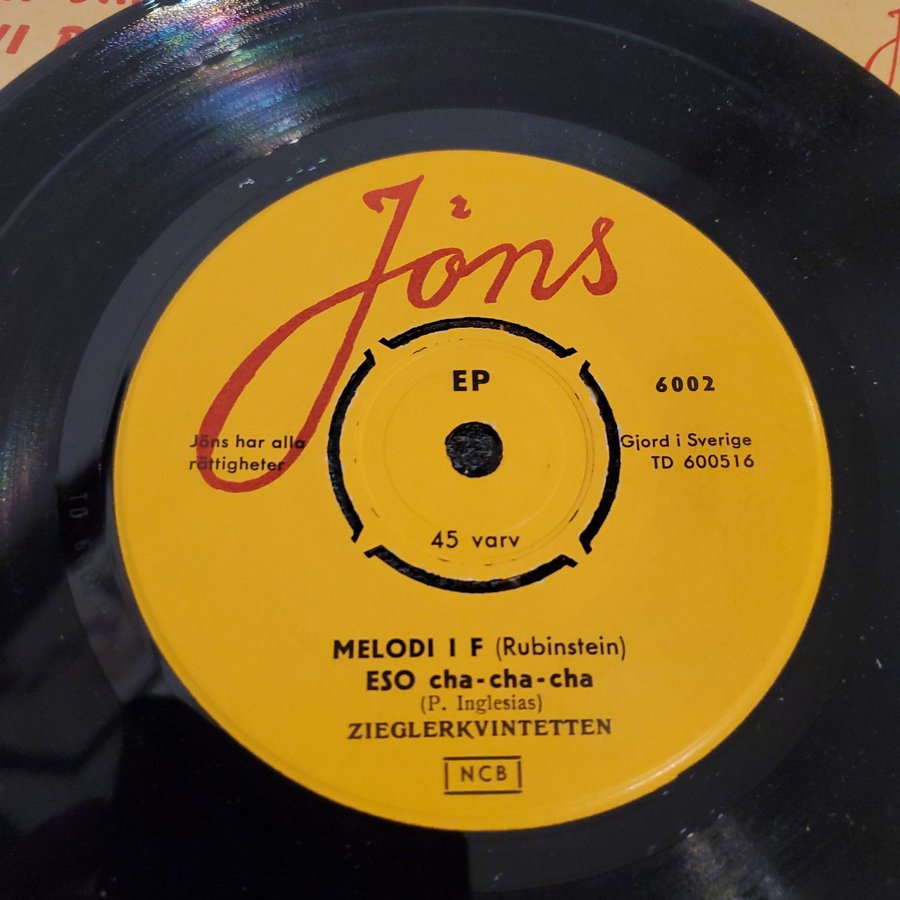 Jöns
EP
6002
Jöns har alla
rättigheter
Gjord i Sverige
TD 600516
45 varv
MELODI I F (Rubinstein)
ESO cha-cha-cha
(P. Inglesias)
ZIEGLERKVINTETTEN
NCB